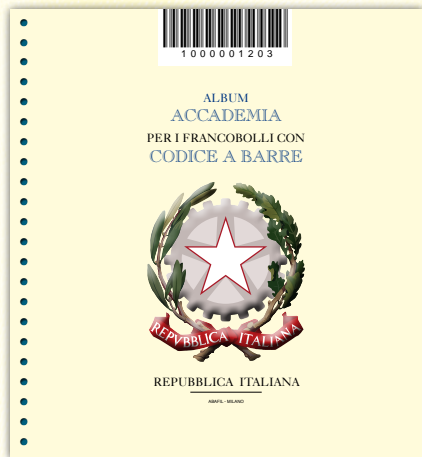 1000001203
ALBUM
ACCADEMIA
PER I FRANCOBOLLI CON
CODICE A BARRE
REPVBBLICA ITALIANA
REPUBBLICA ITALIANA
ABAFIL - MILANO